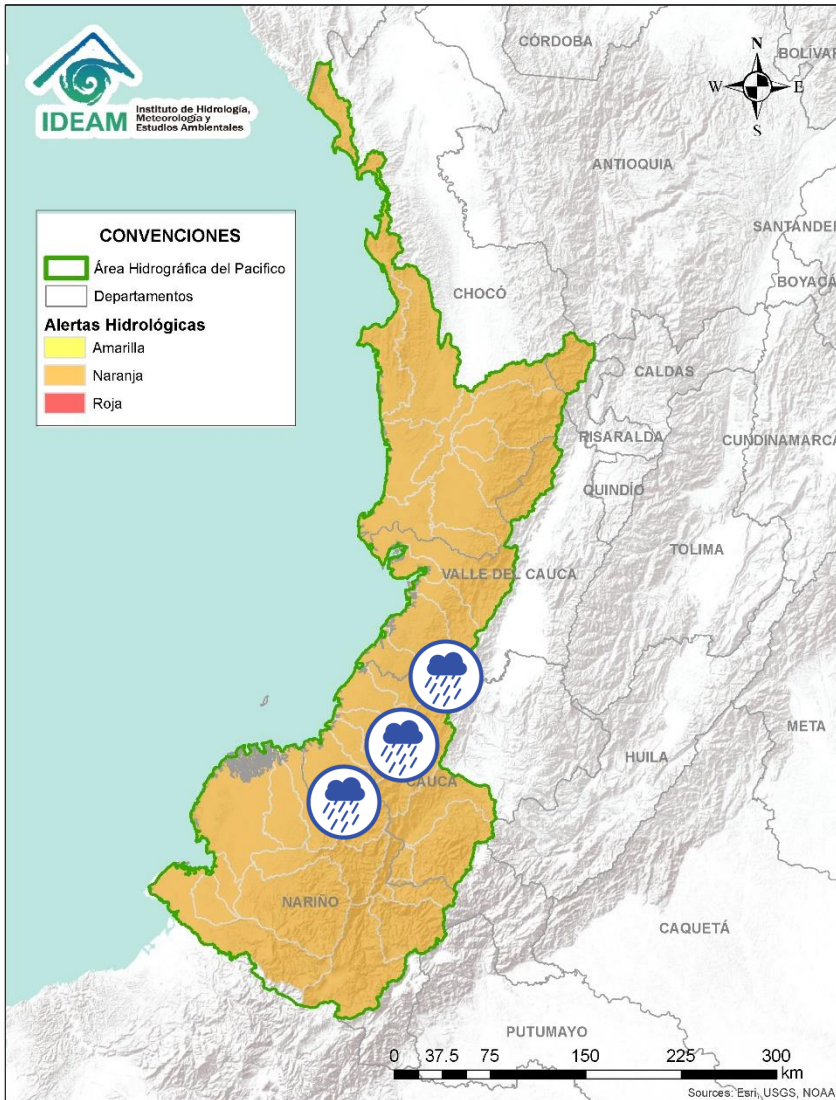 IDEAM
Instituto de Hidrología,
Meteorología y
Estudios Ambientales
CÓRDOBA
BOLÍVAR
N
W
E
S
ANTIOQUIA
SANTANDER
BOYACÁ
CONVENCIONES
Área Hidrográfica del Pacifico
Departamentos
Alertas Hidrológicas
Amarilla
Naranja
Roja
CHOCÓ
CALDAS
RISARALDA
CUNDINAMARCA
QUINDÍO
TOLIMA
VALLE DEL CAUCA
META
HUILA
CAUCA
NARIÑO
CAQUETÁ
PUTUMAYO
0 37.5 75 150 225 300
km
Sources: Esri, USGS, NOAA